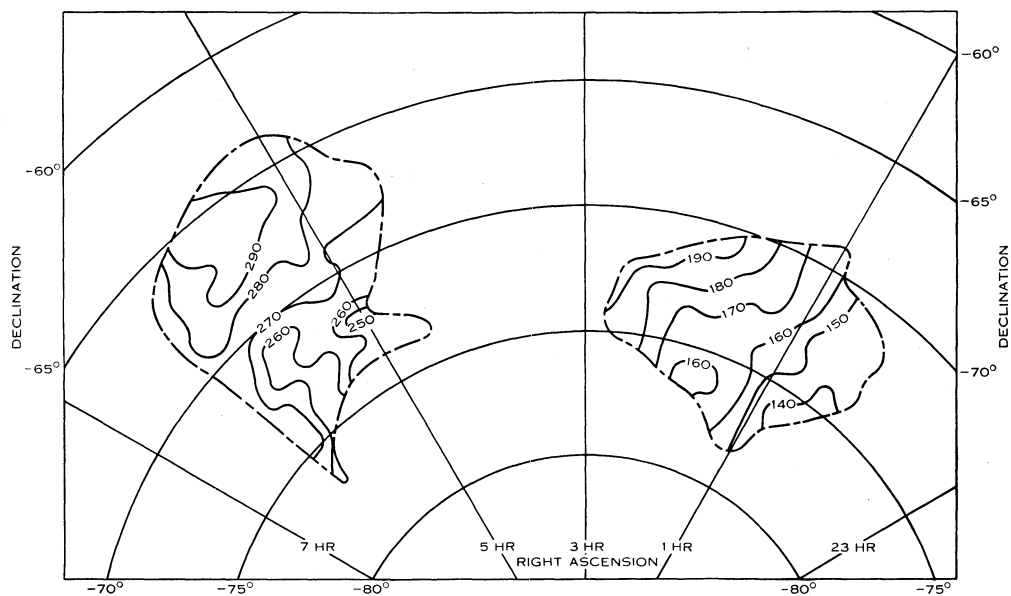 -60°
-60°
-65°
190
290
180
280
170
260
150
270
250
160
260
160
-65°
-70°
140
DECLINATION
DECLINATION
7 HR
5 HR
3 HR
1 HR
23 HR
RIGHT ASCENSION
-70°
-75°
-80°
-80°
-75°